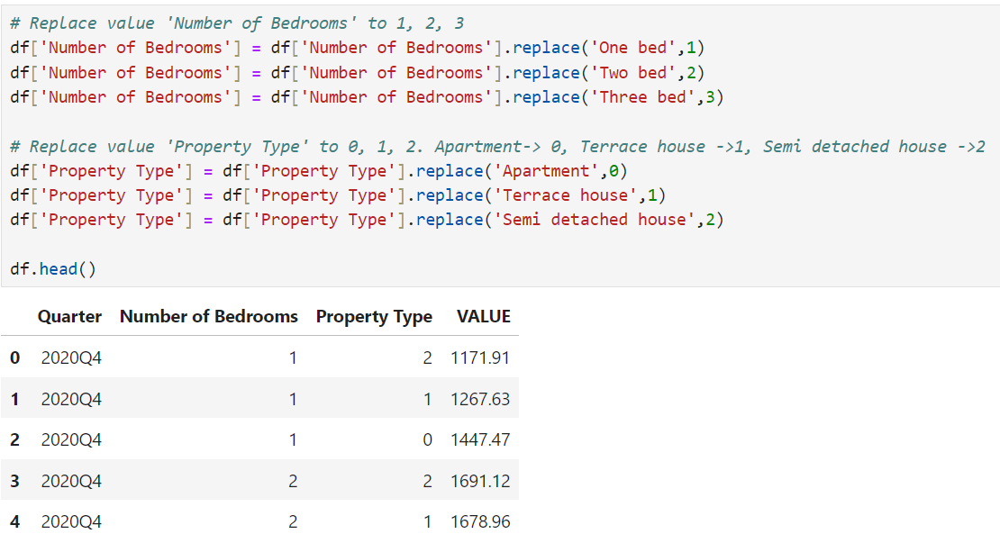 # Replace value 'Number of Bedrooms' to 1, 2, 3
df['Number of Bedrooms'] = df['Number of Bedrooms'].replace('One bed',1)
df['Number of Bedrooms'] = df['Number of Bedrooms'].replace('Two bed',2)
df['Number of Bedrooms'] = df['Number of Bedrooms'].replace('Three bed',3)
# Replace value 'Property Type' to 0, 1, 2. Apartment-> 0, Terrace house ->1, Semi detached house ->2
df['Property Type'] = df['Property Type'].replace('Apartment',0)
df['Property Type'] = df['Property Type'].replace('Terrace house',1)
df['Property Type'] = df['Property Type'].replace('Semi detached house',2)
df.head()
Quarter Number of Bedrooms Property Type VALUE
0 2020Q4 1 2 1171.91
1 2020Q4 1 1 1267.63
2 2020Q4 1 0 1447.47
3 2020Q4 2 2 1691.12
4 2020Q4 2 1 1678.96